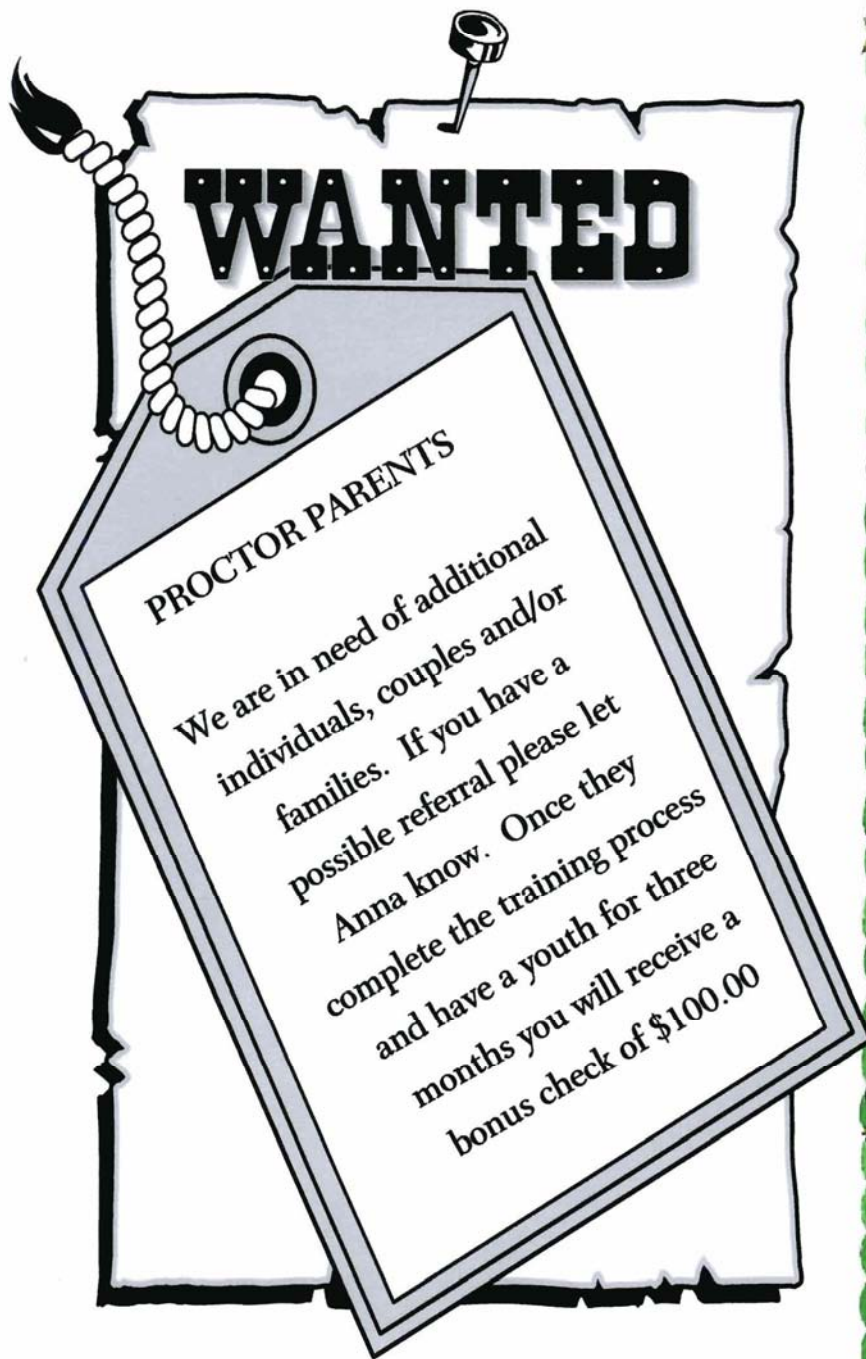 WANTED
PROCTOR PARENTS
We are in need of additional
individuals, couples and/or
families.  If you have a
possible referral please let
Anna know.  Once they
complete the training process
and have a youth for three
months you will receive a
bonus check of $100.00